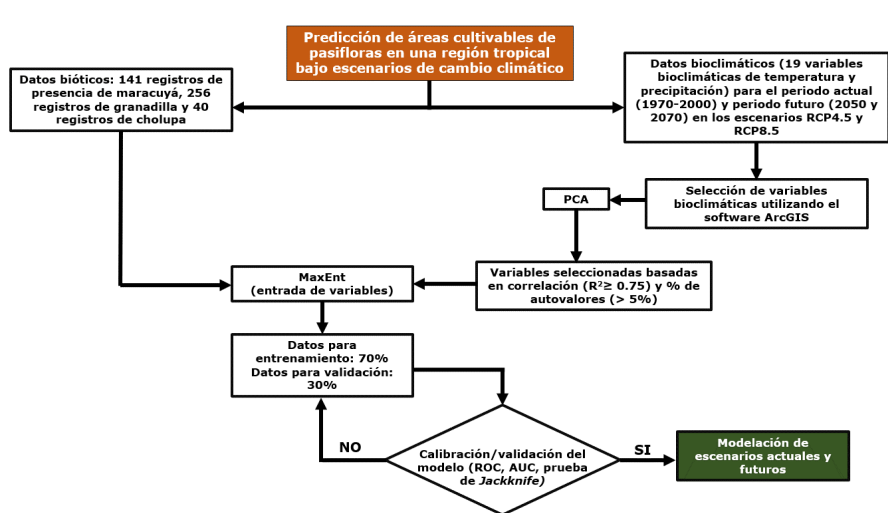 Predicción de áreas cultivables de
pasifloras en una región tropical
bajo escenarios de cambio climático
Datos bióticos: 141 registros de
presencia de maracuyá, 256
registros de granadilla y 40
registros de cholupa
Datos bioclimáticos (19 variables
bioclimáticas de temperatura y
precipitación) para el periodo actual
(1970-2000) y periodo futuro (2050 y
2070) en los escenarios RCP4.5 y
RCP8.5
Selección de variables
bioclimáticas utilizando el
software ArcGIS
PCA
Variables seleccionadas basadas
en correlación (R²≥ 0.75) y % de
autovalores (> 5%)
MaxEnt
(entrada de variables)
Datos para
entrenamiento: 70%
Datos para validación:
30%
NO
Calibración/validación del
modelo (ROC, AUC, prueba
de Jackknife)
SI
Modelación de
escenarios actuales y
futuros